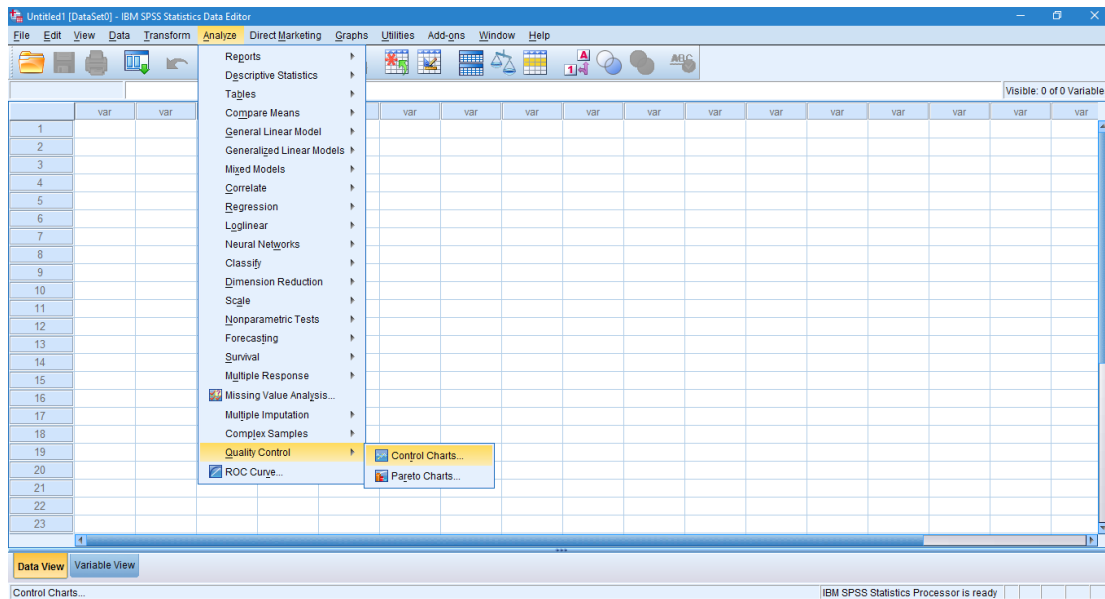 Untitled1 [DataSet0] - IBM SPSS Statistics Data Editor
File Edit View Data Transform Analyze Direct Marketing Graphs Utilities Add-ons Window Help
Visible: 0 of 0 Variable
var var var var var var var var var var var var var
Reports
Descriptive Statistics
Tables
Compare Means
General Linear Model
Generalized Linear Models
Mixed Models
Correlate
Regression
Loglinear
Neural Networks
Classify
Dimension Reduction
Scale
Nonparametric Tests
Forecasting
Survival
Multiple Response
Missing Value Analysis...
Multiple Imputation
Complex Samples
Quality Control
ROC Curve...
Control Charts...
Pareto Charts...
1
2
3
4
5
6
7
8
9
10
11
12
13
14
15
16
17
18
19
20
21
22
23
Data View Variable View
Control Charts... IBM SPSS Statistics Processor is ready